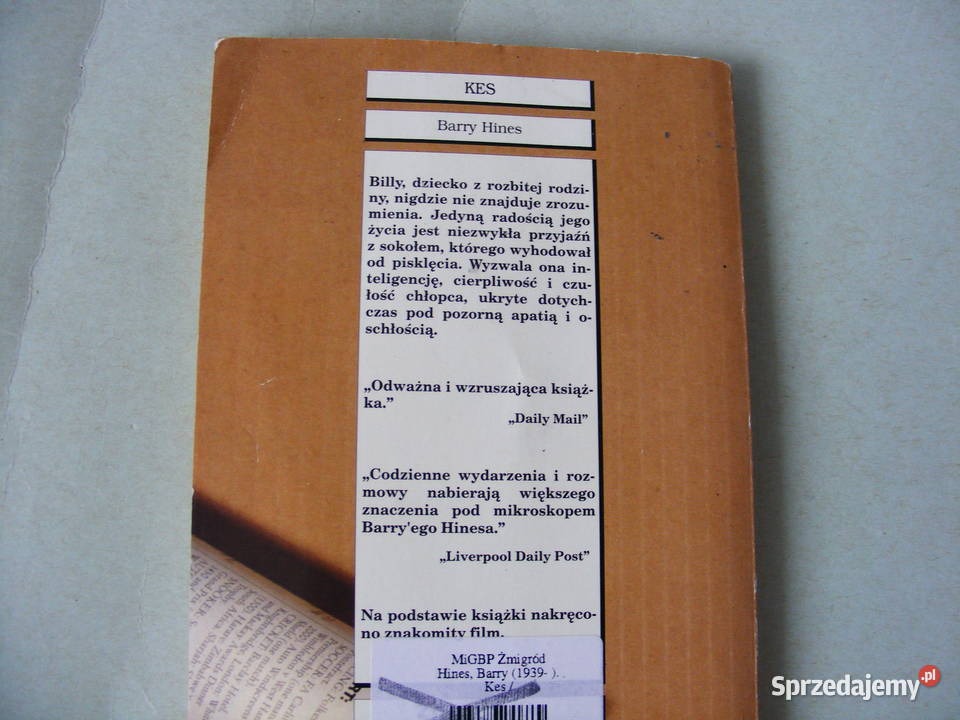 KES
Barry Hines
Billy, dziecko z rozbitej rodzi-
ny, nigdzie nie znajduje zrozu-
mienia. Jedyną radością jego
życia jest niezwykła przyjaźń
z sokołem, którego wyhodował
od pisklęcia. Wyzwala ona in-
teligencję, cierpliwość i czu-
łość chłopca, ukryte dotych-
czas pod pozorną apatią i o-
schłością.
„Odważna i wzruszająca książ-
ka.”
„Daily Mail”
„Codzienne wydarzenia i roz-
mowy nabierają większego
znaczenia pod mikroskopem
Barry'ego Hinesa.”
„Liverpool Daily Post”
Na podstawie książki nakręco-
no znakomity film.
MiGBP Żmigród
Hines, Barry (1939- ). .
Kes /
Sprzedajemy.pl